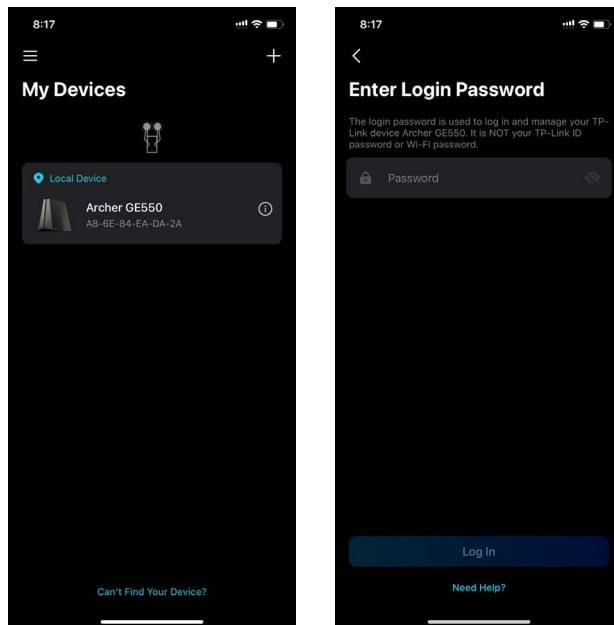 8:17
My Devices
Local Device
Archer GE550
A8-6E-84-EA-DA-2A
Can't Find Your Device?
8:17
Enter Login Password
The login password is used to log in and manage your TP-
Link device Archer GE550. It is NOT your TP-Link ID
password or Wi-Fi password.
Password
Log In
Need Help?